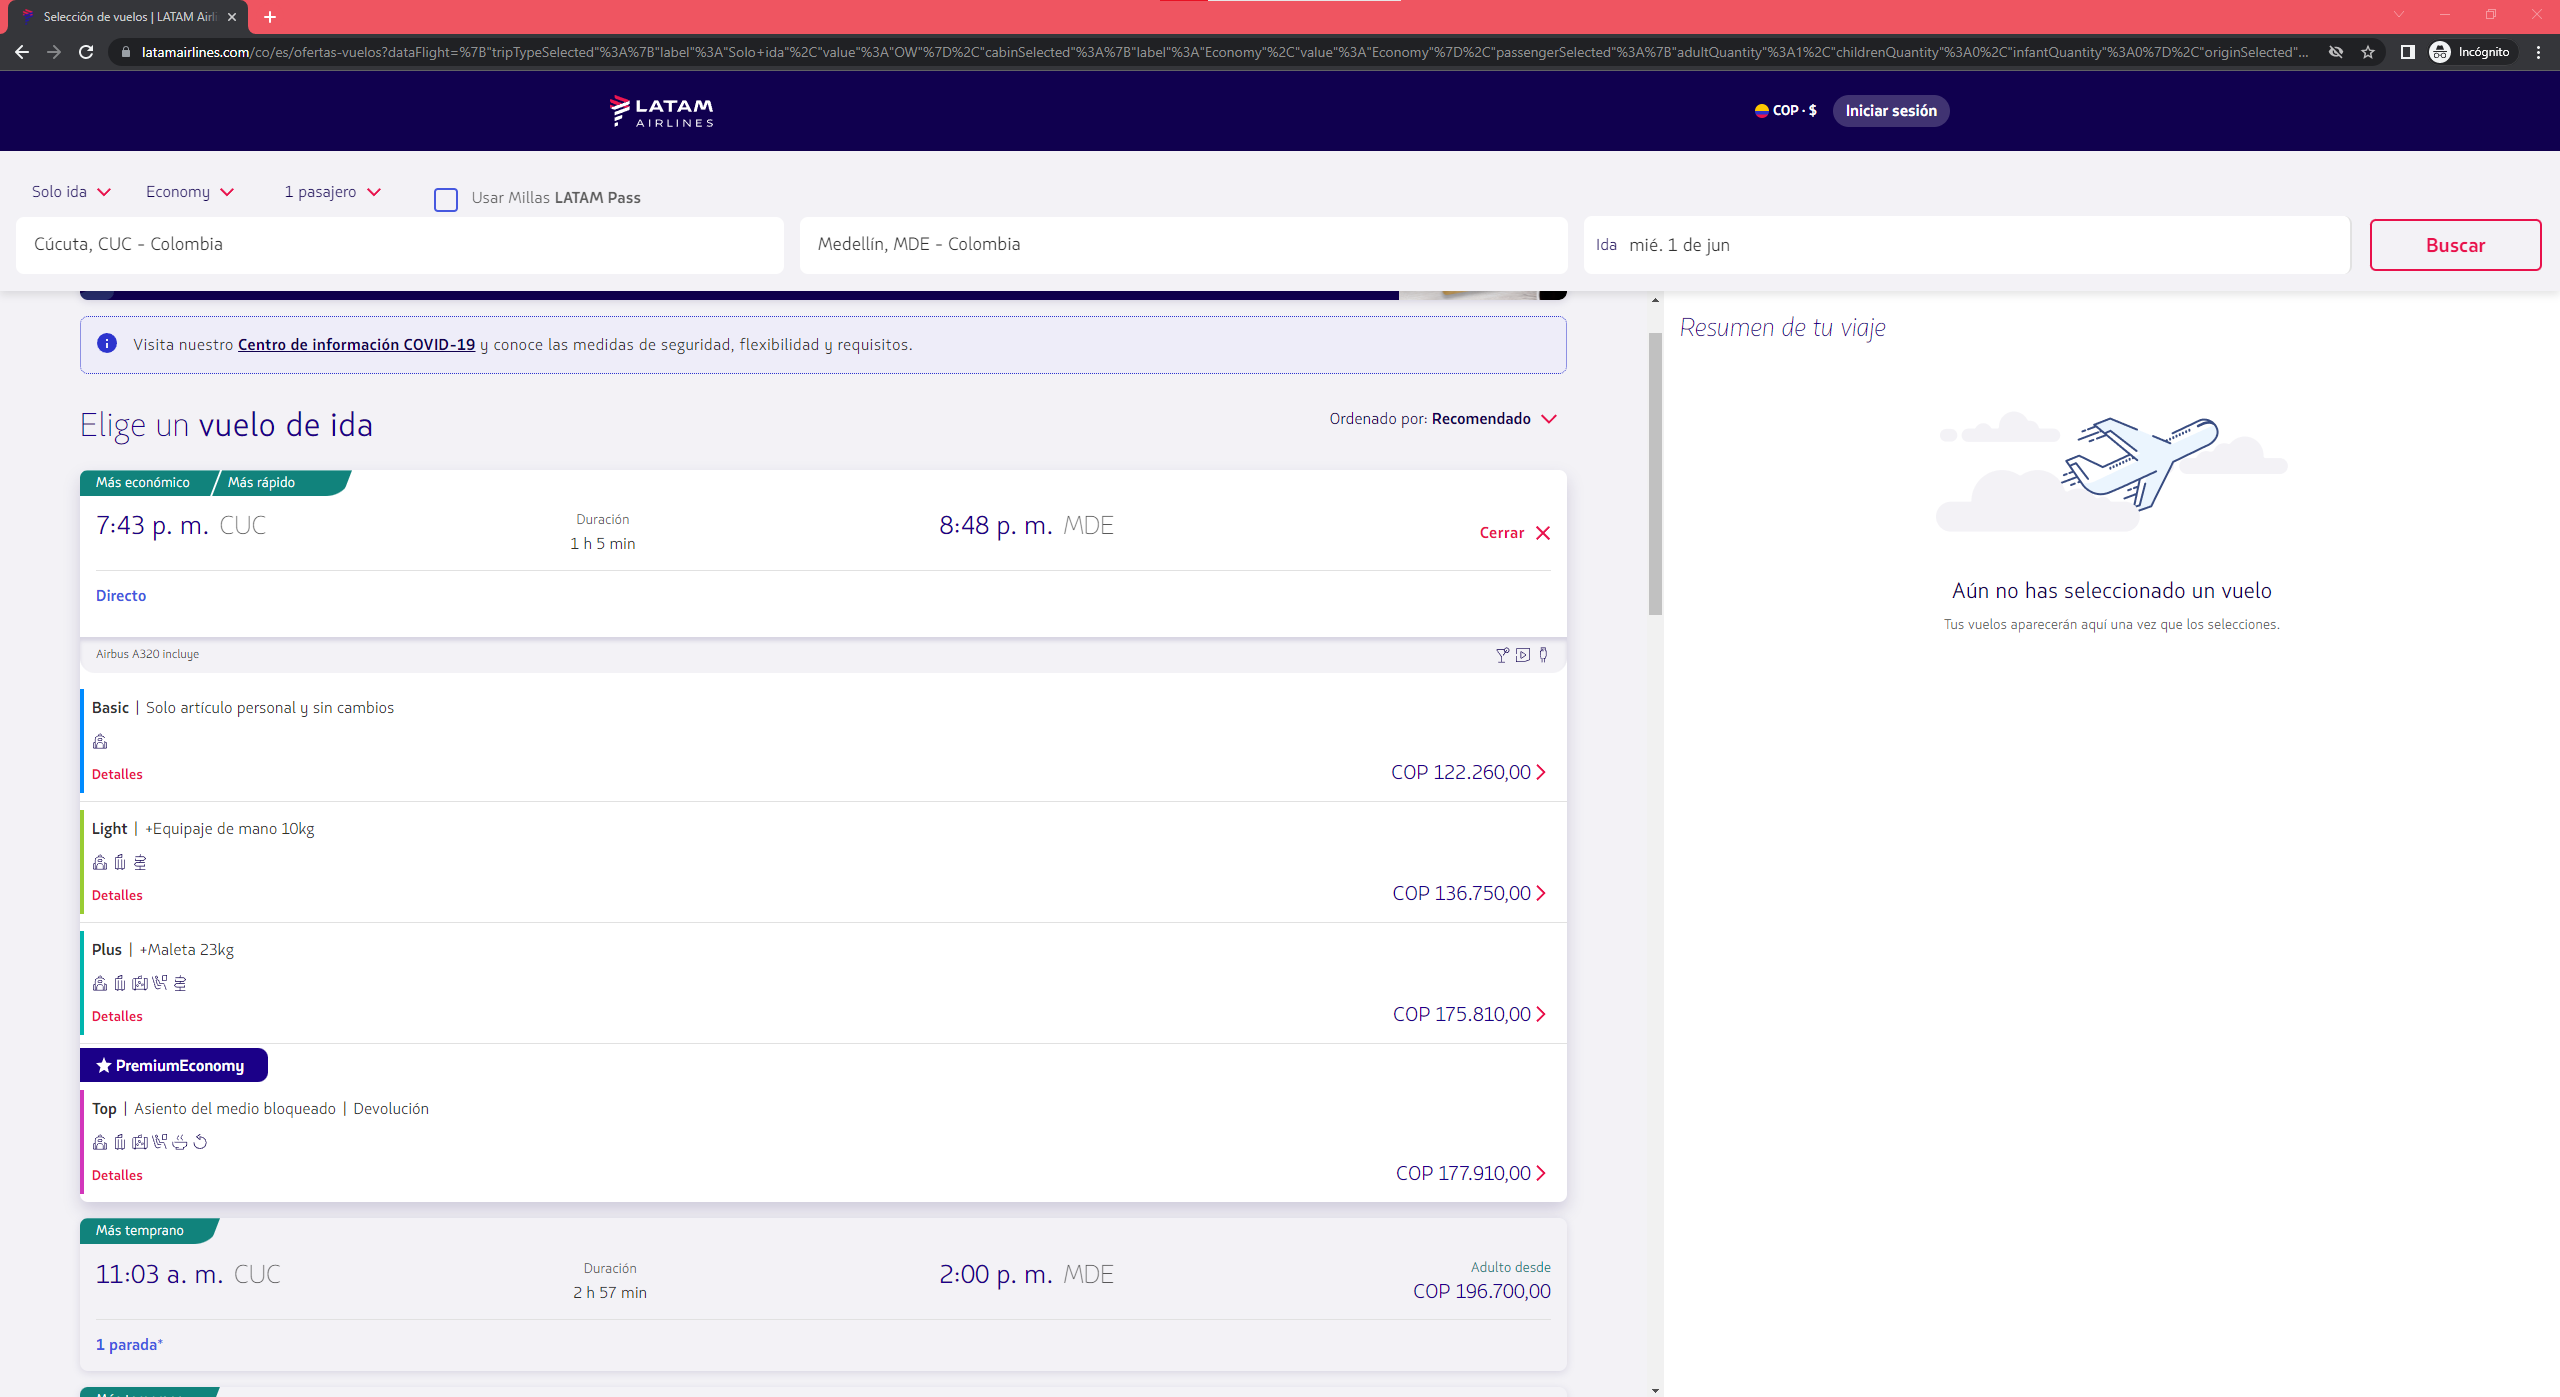 Selección de vuelos | LATAM Airli
latamairlines.com/co/es/ofertas-vuelos?dataFlight=%7B"tripTypeSelected"%3A%7B"label"%3A"Solo+ida"%2C"value"%3A"OW"%7D%2C"cabinSelected"%3A%7B"label"%3A"Economy"%2C"value"%3A"Economy"%7D%2C"passengerSelected"%3A%7B"adultQuantity"%3A1%2C"childrenQuantity"%3A0%2C"infantQuantity"%3A0%7D%2C"originSelected"...
Incógnito
LATAM
AIRLINES
COP · $
Iniciar sesión
Solo ida
Economy
1 pasajero
Usar Millas LATAM Pass
Cúcuta, CUC - Colombia
Medellín, MDE - Colombia
Ida mié. 1 de jun
Buscar
Visita nuestro Centro de información COVID-19 y conoce las medidas de seguridad, flexibilidad y requisitos.
Elige un vuelo de ida
Ordenado por: Recomendado
Más económico
Más rápido
7:43 p. m. CUC
Duración
1 h 5 min
8:48 p. m. MDE
Cerrar
Directo
Airbus A320 incluye
Basic | Solo artículo personal y sin cambios
Detalles
COP 122.260,00
Light | +Equipaje de mano 10kg
Detalles
COP 136.750,00
Plus | +Maleta 23kg
Detalles
COP 175.810,00
PremiumEconomy
Top | Asiento del medio bloqueado | Devolución
Detalles
COP 177.910,00
Más temprano
11:03 a. m. CUC
Duración
2 h 57 min
2:00 p. m. MDE
Adulto desde
COP 196.700,00
1 parada*
Resumen de tu viaje
Aún no has seleccionado un vuelo
Tus vuelos aparecerán aquí una vez que los selecciones.